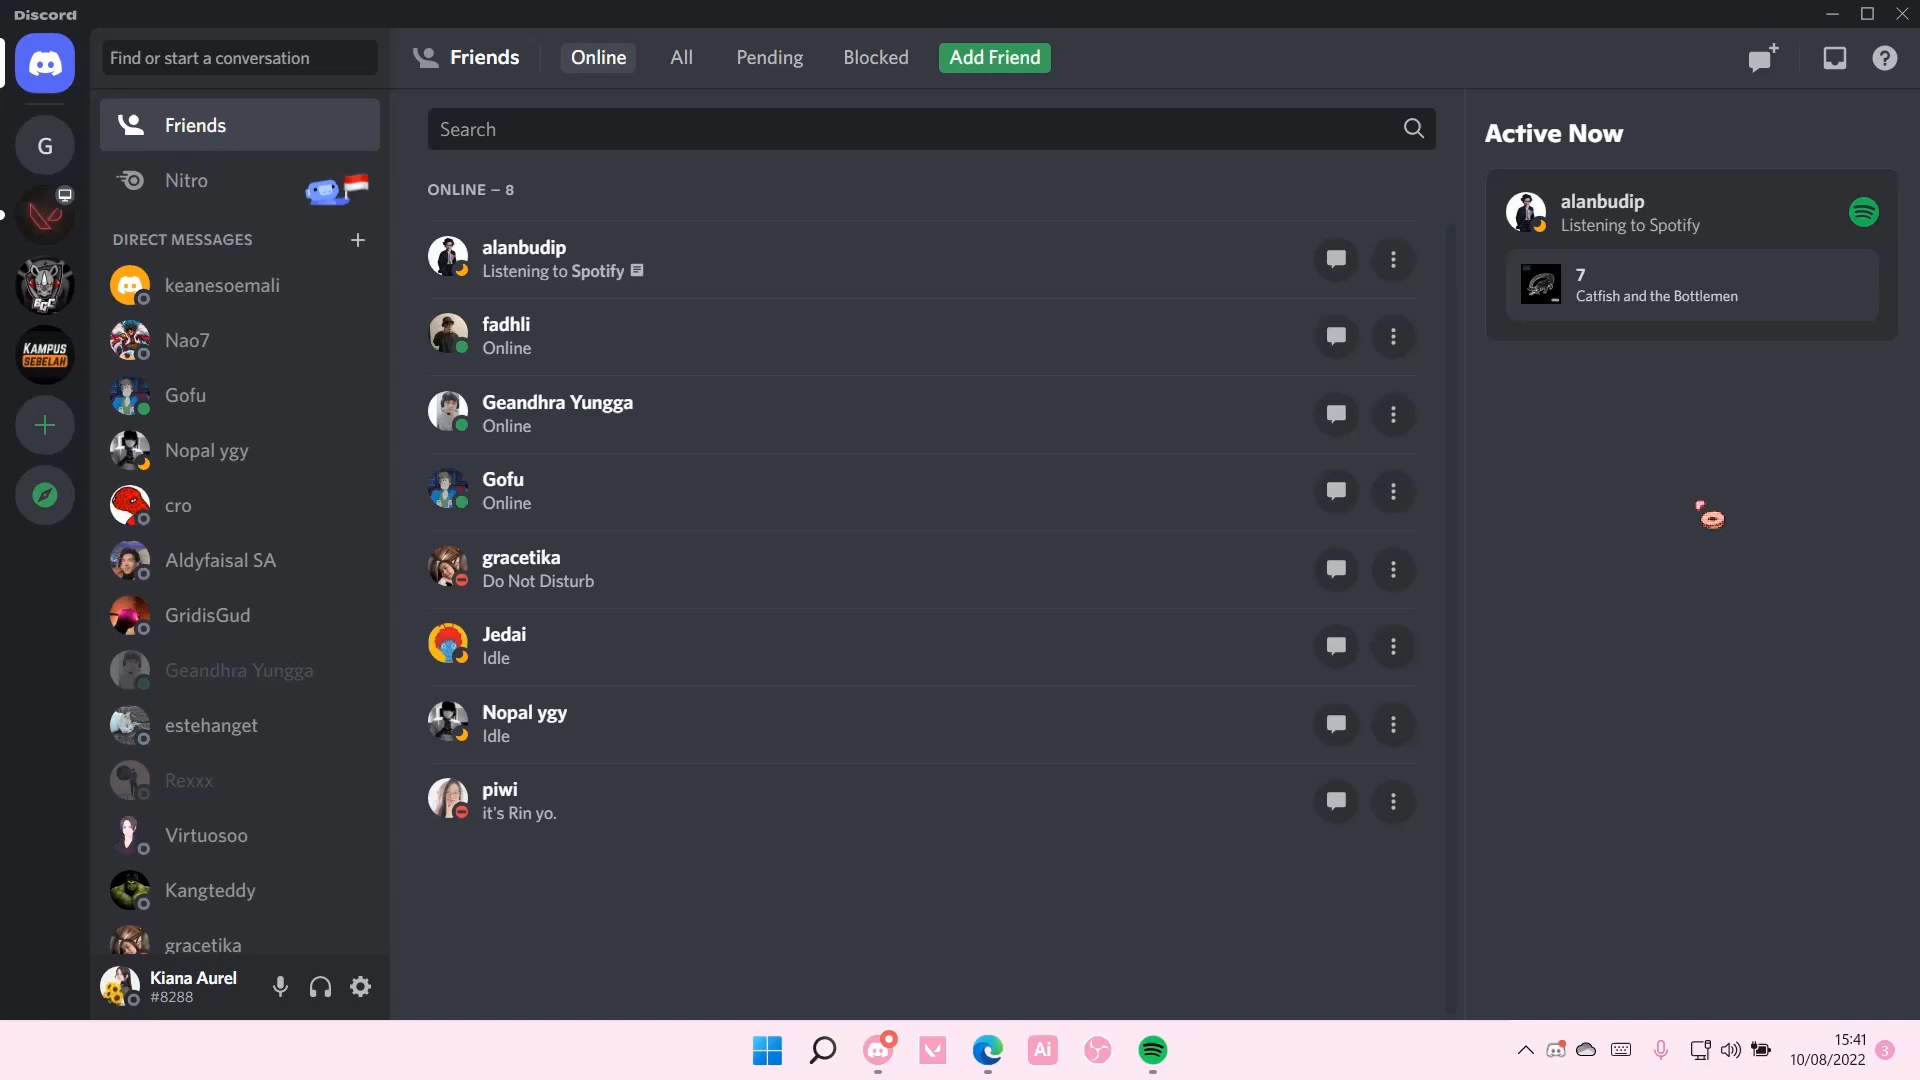 Discord
Find or start a conversation
Friends
Online
All
Pending
Blocked
Add Friend
G
BGC
KAMPUS
SEBELAH
Friends
Nitro
DIRECT MESSAGES
keanesoemali
Nao7
Gofu
Nopal ygy
cro
Aldyfaisal SA
GridisGud
Geandhra Yungga
estehanget
Rexxx
Virtuosoo
Kangteddy
gracetika
Kiana Aurel
#8288
Search
ONLINE – 8
alanbudip
Listening to Spotify
fadhli
Online
Geandhra Yungga
Online
Gofu
Online
gracetika
Do Not Disturb
Jedai
Idle
Nopal ygy
Idle
piwi
it's Rin yo.
Active Now
alanbudip
Listening to Spotify
7
Catfish and the Bottlemen
Ai
15:41
10/08/2022
3